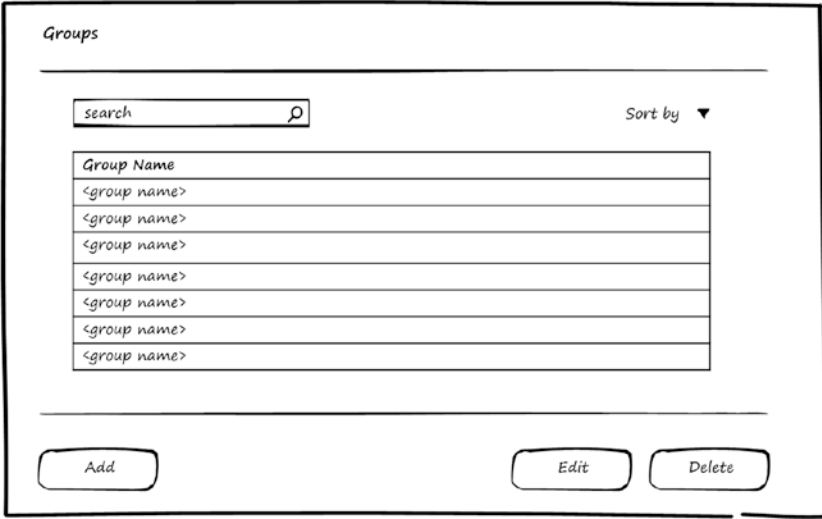 Groups
search
Sort by
Group Name
<group name>
<group name>
<group name>
<group name>
<group name>
<group name>
<group name>
Add
Edit
Delete